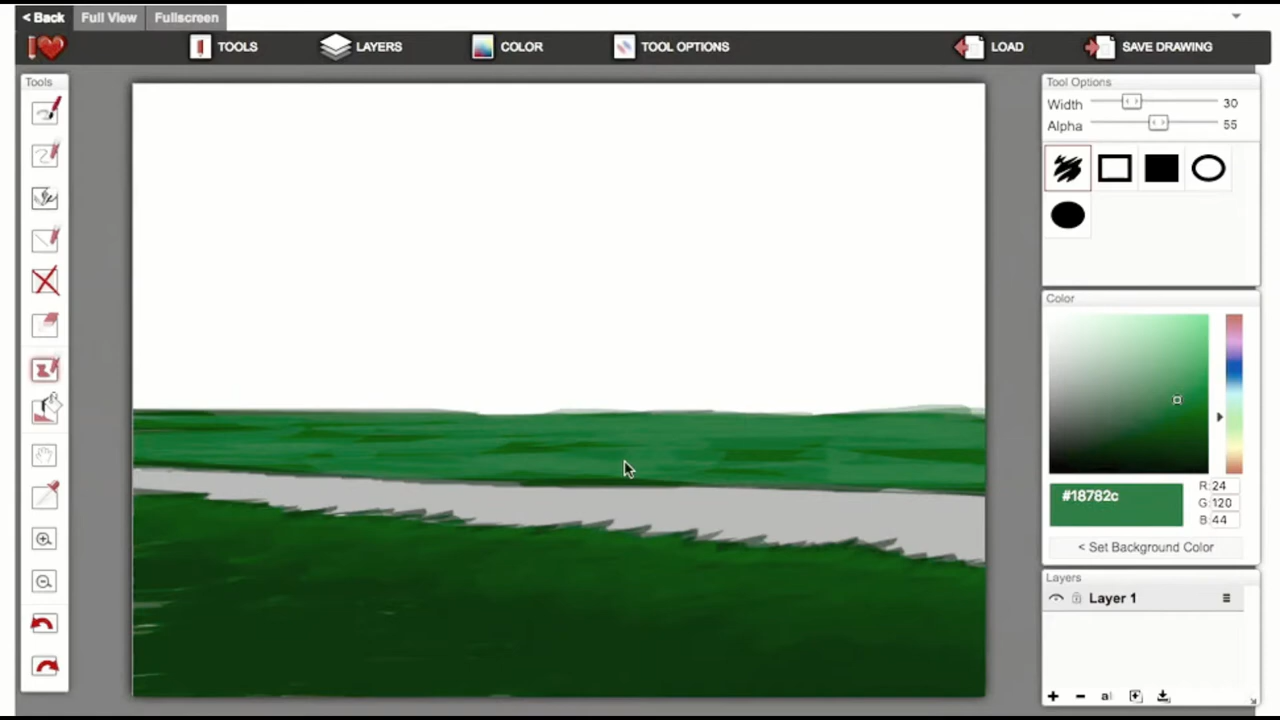 < Back Full View Fullscreen
TOOLS LAYERS COLOR TOOL OPTIONS LOAD SAVE DRAWING
Tools
Tool Options
Width 30
Alpha 55
Color
#18782c
R: 24
G: 120
B: 44
< Set Background Color
Layers
Layer 1